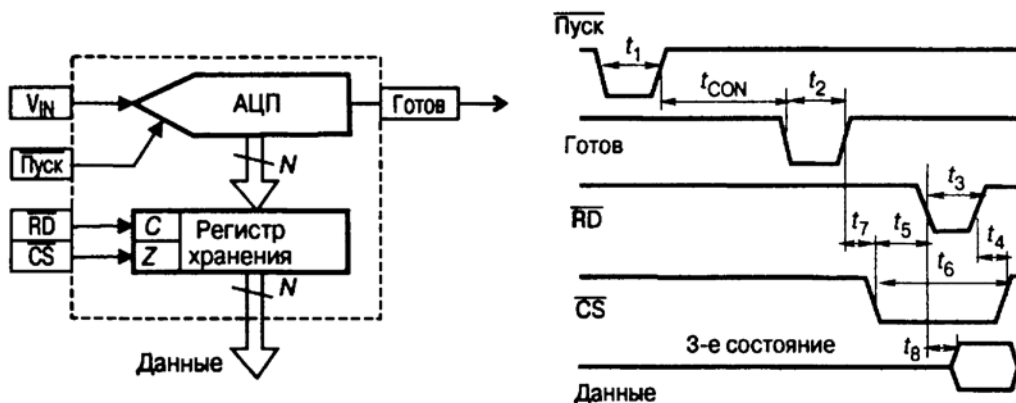 V_IN
АЦП
Готов
Пуск
N
RD
C
Регистр
хранения
CS
Z
N
Данные
Пуск
t₁
t_CON
t₂
Готов
t₃
RD
t₇
t₅
t₄
t₆
CS
3-е состояние
t₈
Данные